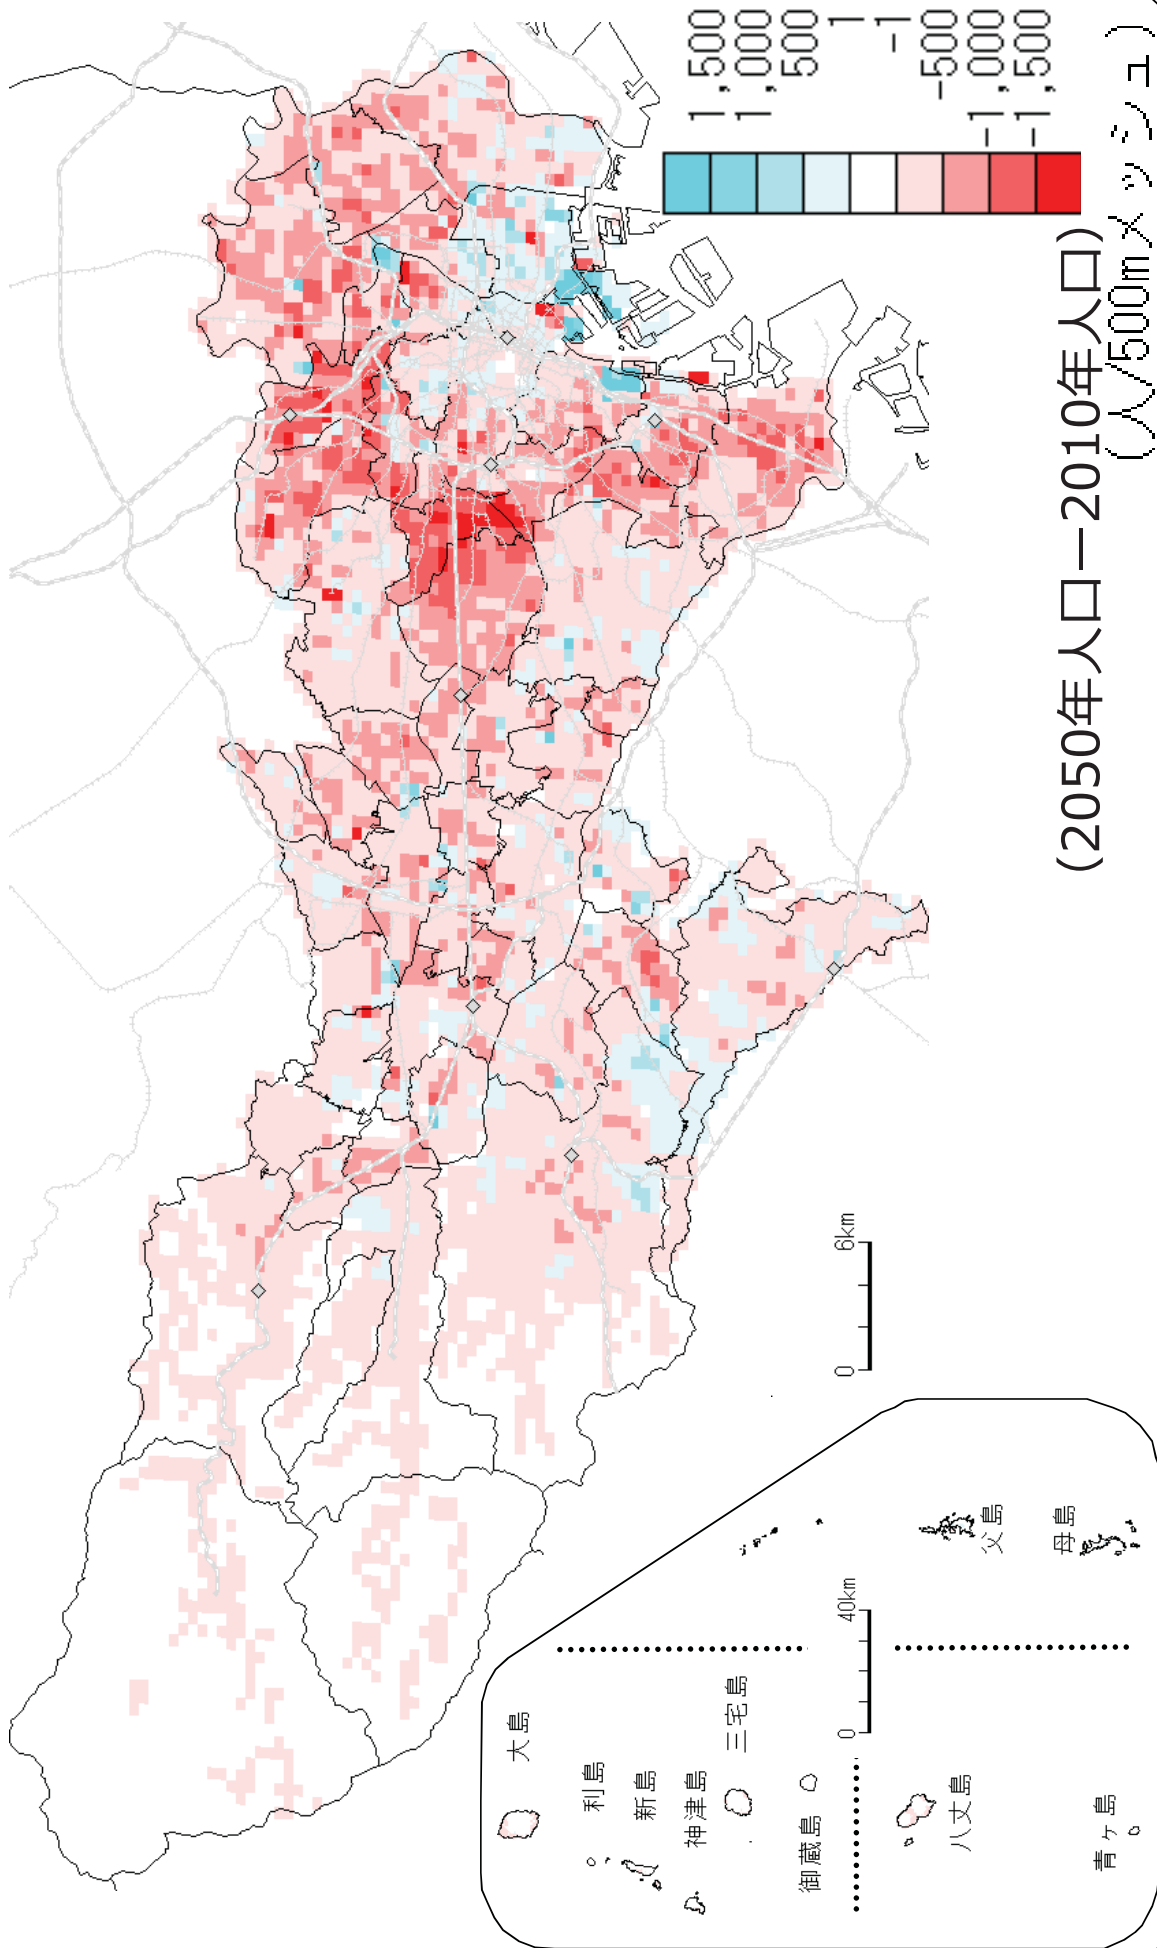 1,500
1,000
500
1
-1
-500
-1,000
-1,500
(2050年人口ー2010年人口)
(人/500mメッシュ)
0 6km
大島
利島
新島
神津島
三宅島
御蔵島
0 40km
八丈島
青ヶ島
父島
母島